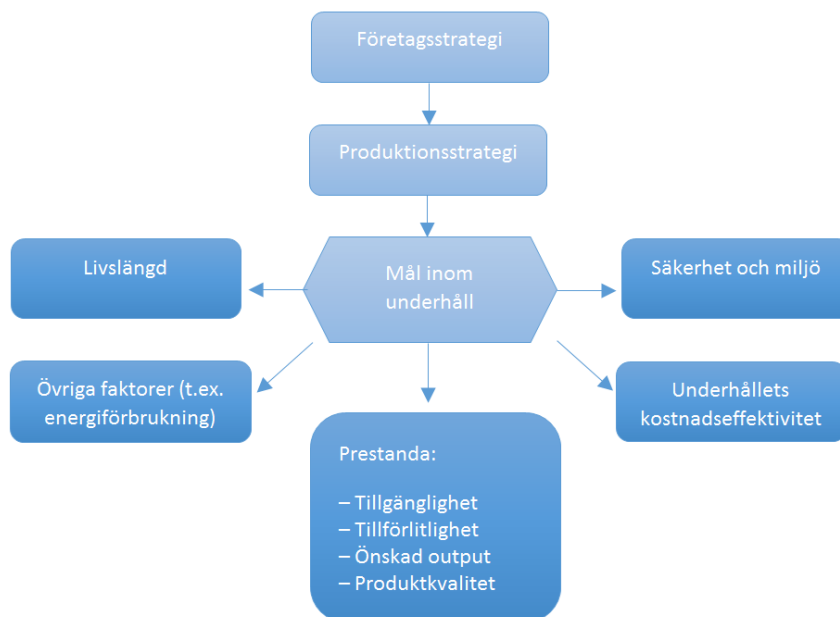 Företagsstrategi
Produktionsstrategi
Livslängd
Mål inom
underhåll
Säkerhet och miljö
Övriga faktorer (t.ex.
energiförbrukning)
Underhållets
kostnadseffektivitet
Prestanda:
– Tillgänglighet
– Tillförlitlighet
– Önskad output
– Produktkvalitet